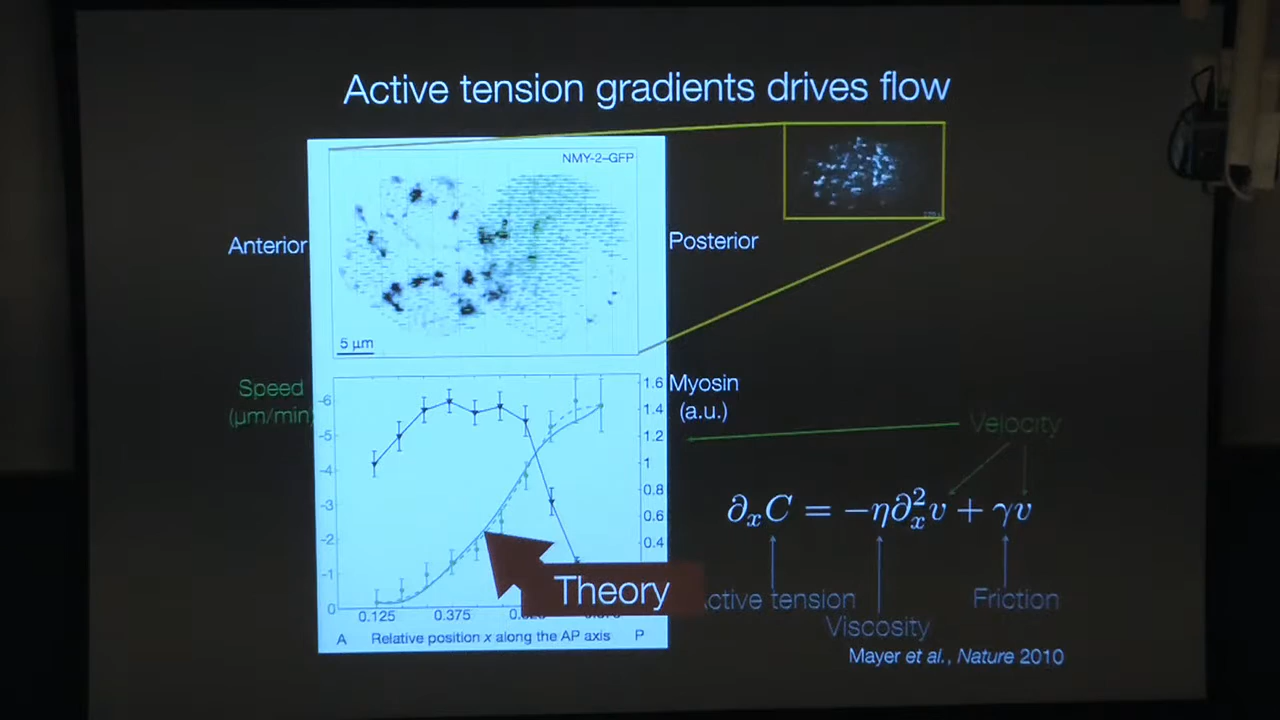 Active tension gradients drives flow
NMY-2–GFP
Anterior
Posterior
5 µm
Speed
(µm/min)
Myosin
(a.u.)
-6
-5
-4
-3
-2
-1
0
1.6
1.4
1.2
1
0.8
0.6
0.4
0.125
0.375
A
Relative position x along the AP axis
P
Theory
Velocity
∂ₓC = −η∂ₓ²v + γv
ctive tension
Viscosity
Friction
Mayer et al., Nature 2010